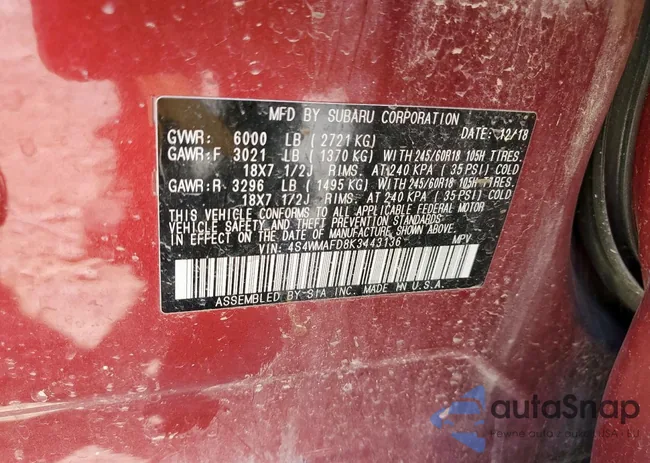 MFD BY SUBARU CORPORATION
GVWR: 6000 LB ( 2721 KG) DATE: 12/18
GAWR:F 3021 LB ( 1370 KG) WITH 245/60R18 105H TIRES.
18X7 1/2J RIMS. AT 240 KPA ( 35 PSI) COLD
GAWR:R 3296 LB ( 1495 KG) WITH 245/60R18 105H TIRES.
18X7 1/2J RIMS. AT 240 KPA ( 35 PSI) COLD
THIS VEHICLE CONFORMS TO ALL APPLICABLE FEDERAL MOTOR
VEHICLE SAFETY AND THEFT PREVENTION STANDARDS IN
EFFECT ON THE DATE OF MANUFACTURE SHOWN ABOVE.
VIN: 4S4WMAFD8K3443136 MPV
ASSEMBLED BY SIA INC. MADE IN U.S.A.
autaSnap
Pewne auto z